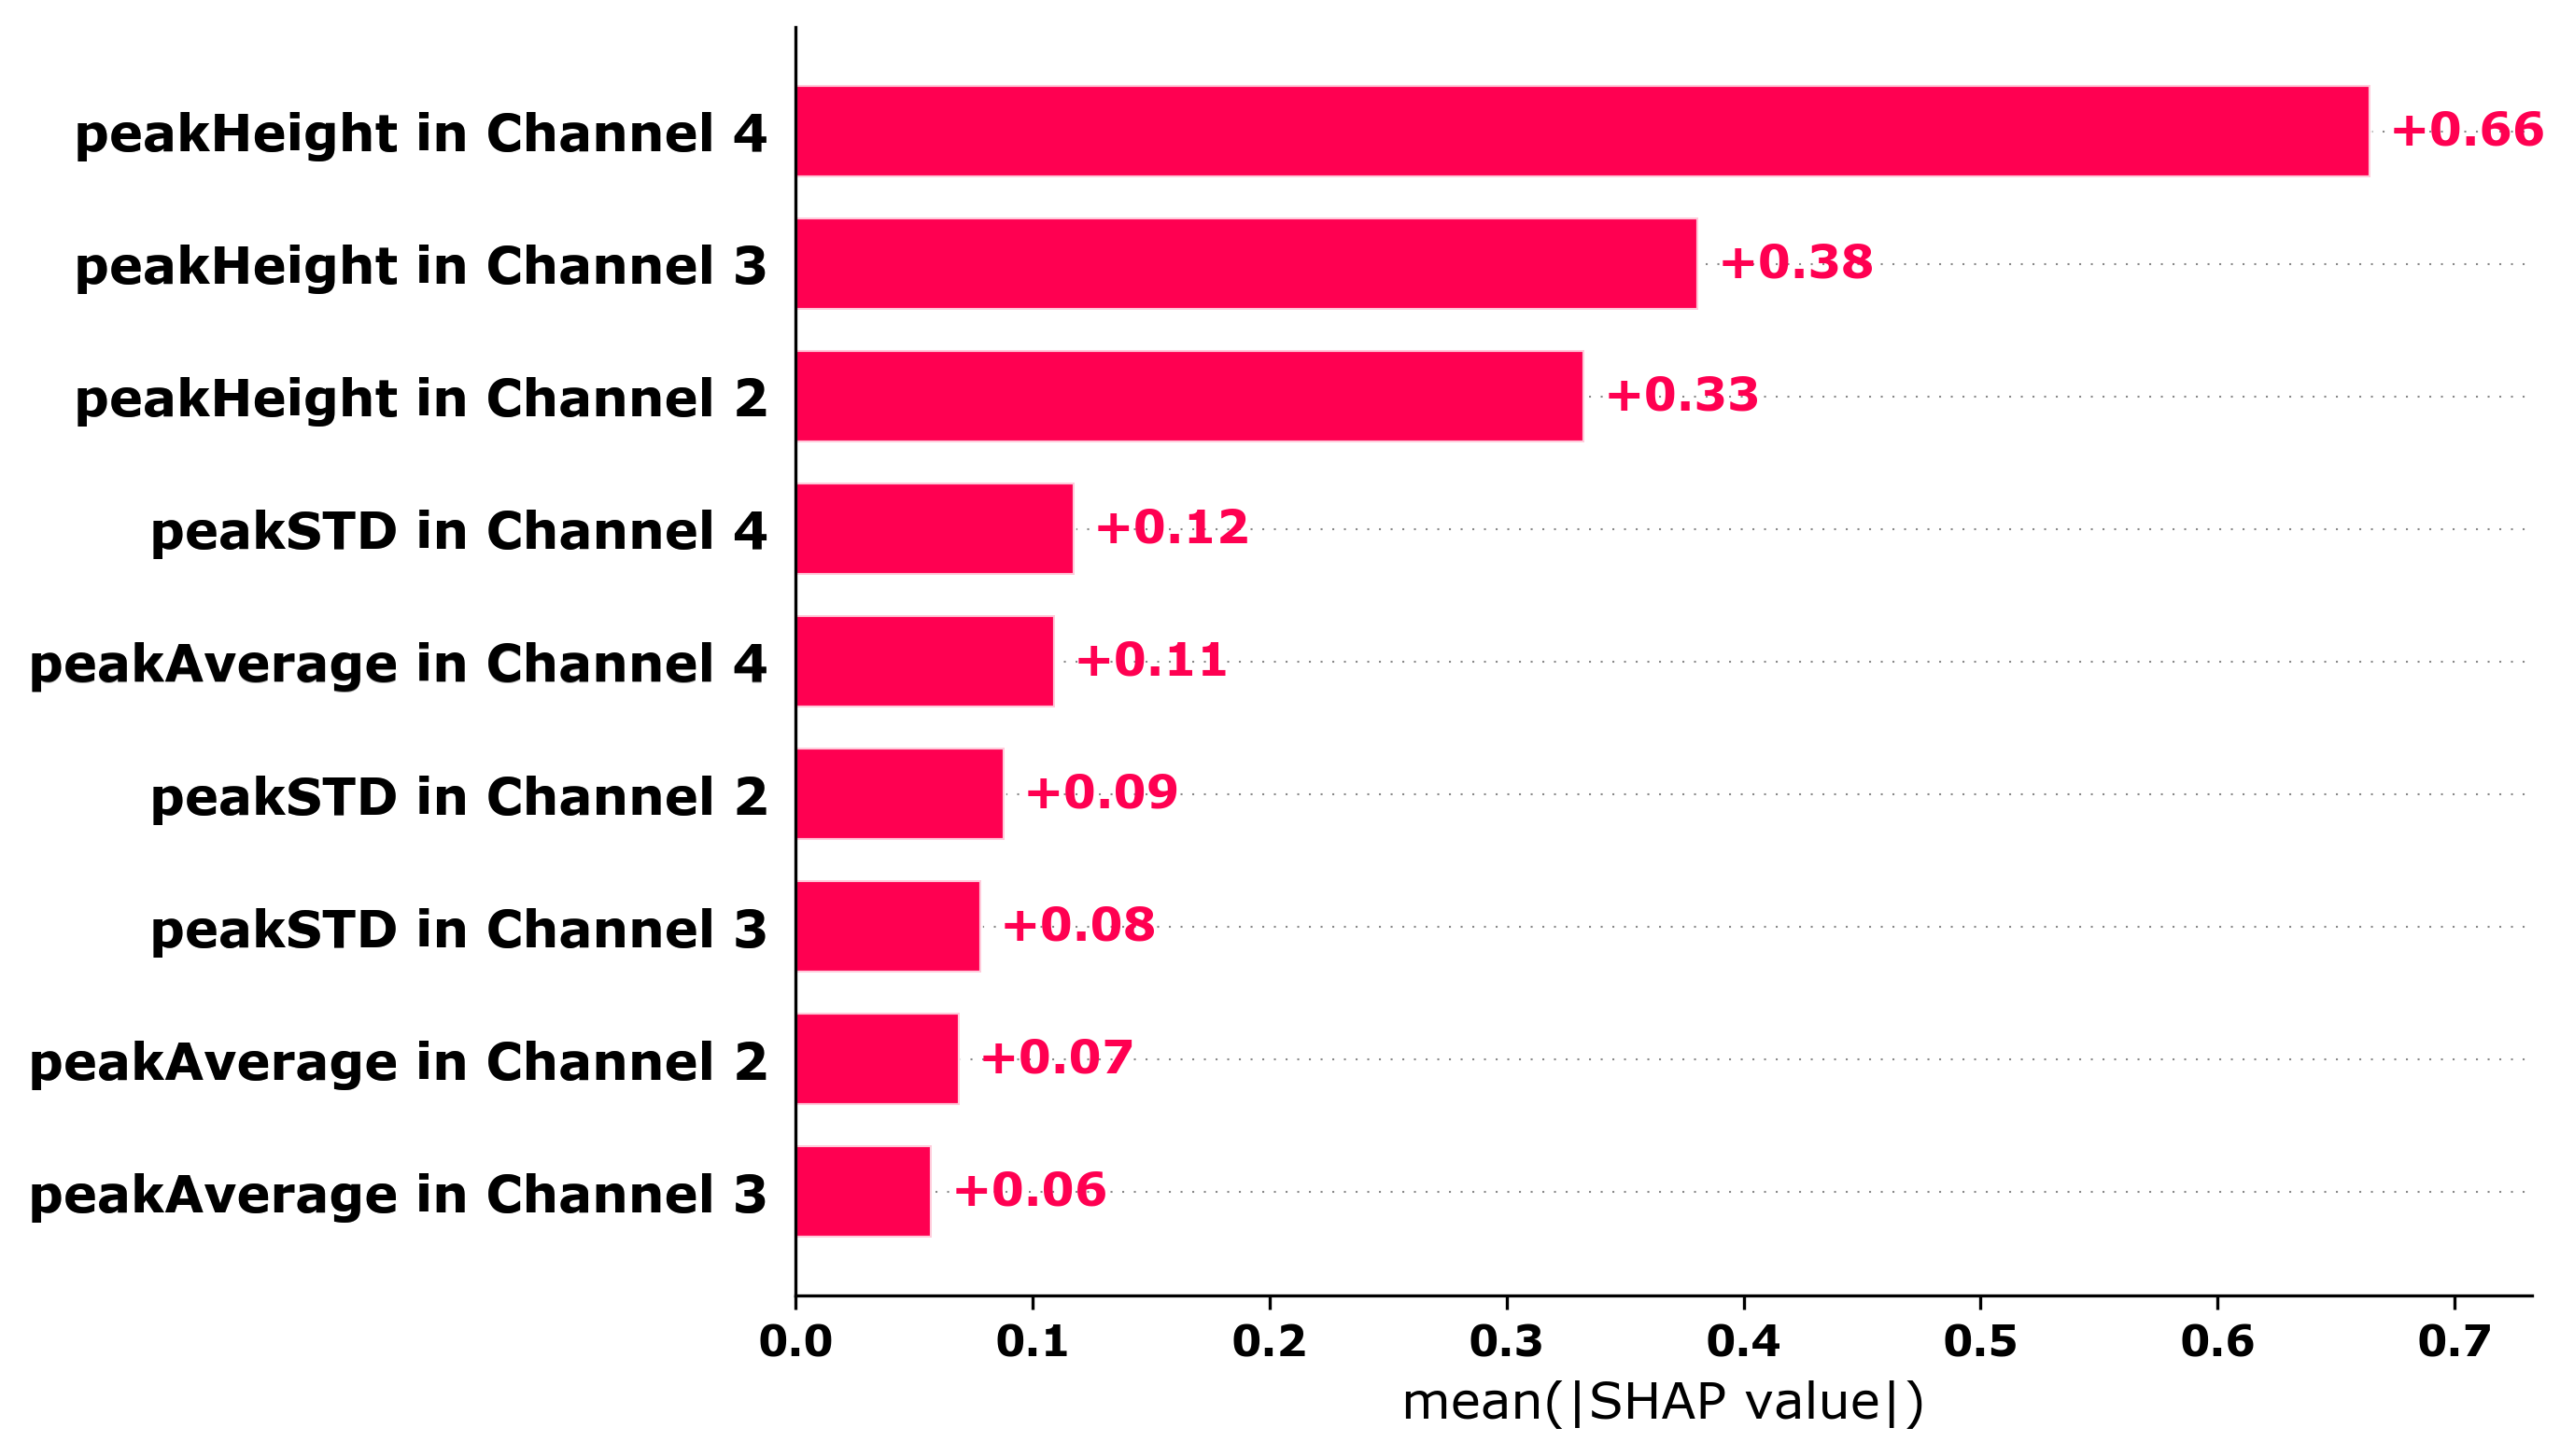 peakHeight in Channel 4 +0.66
peakHeight in Channel 3 +0.38
peakHeight in Channel 2 +0.33
peakSTD in Channel 4 +0.12
peakAverage in Channel 4 +0.11
peakSTD in Channel 2 +0.09
peakSTD in Channel 3 +0.08
peakAverage in Channel 2 +0.07
peakAverage in Channel 3 +0.06
0.0 0.1 0.2 0.3 0.4 0.5 0.6 0.7
mean(|SHAP value|)